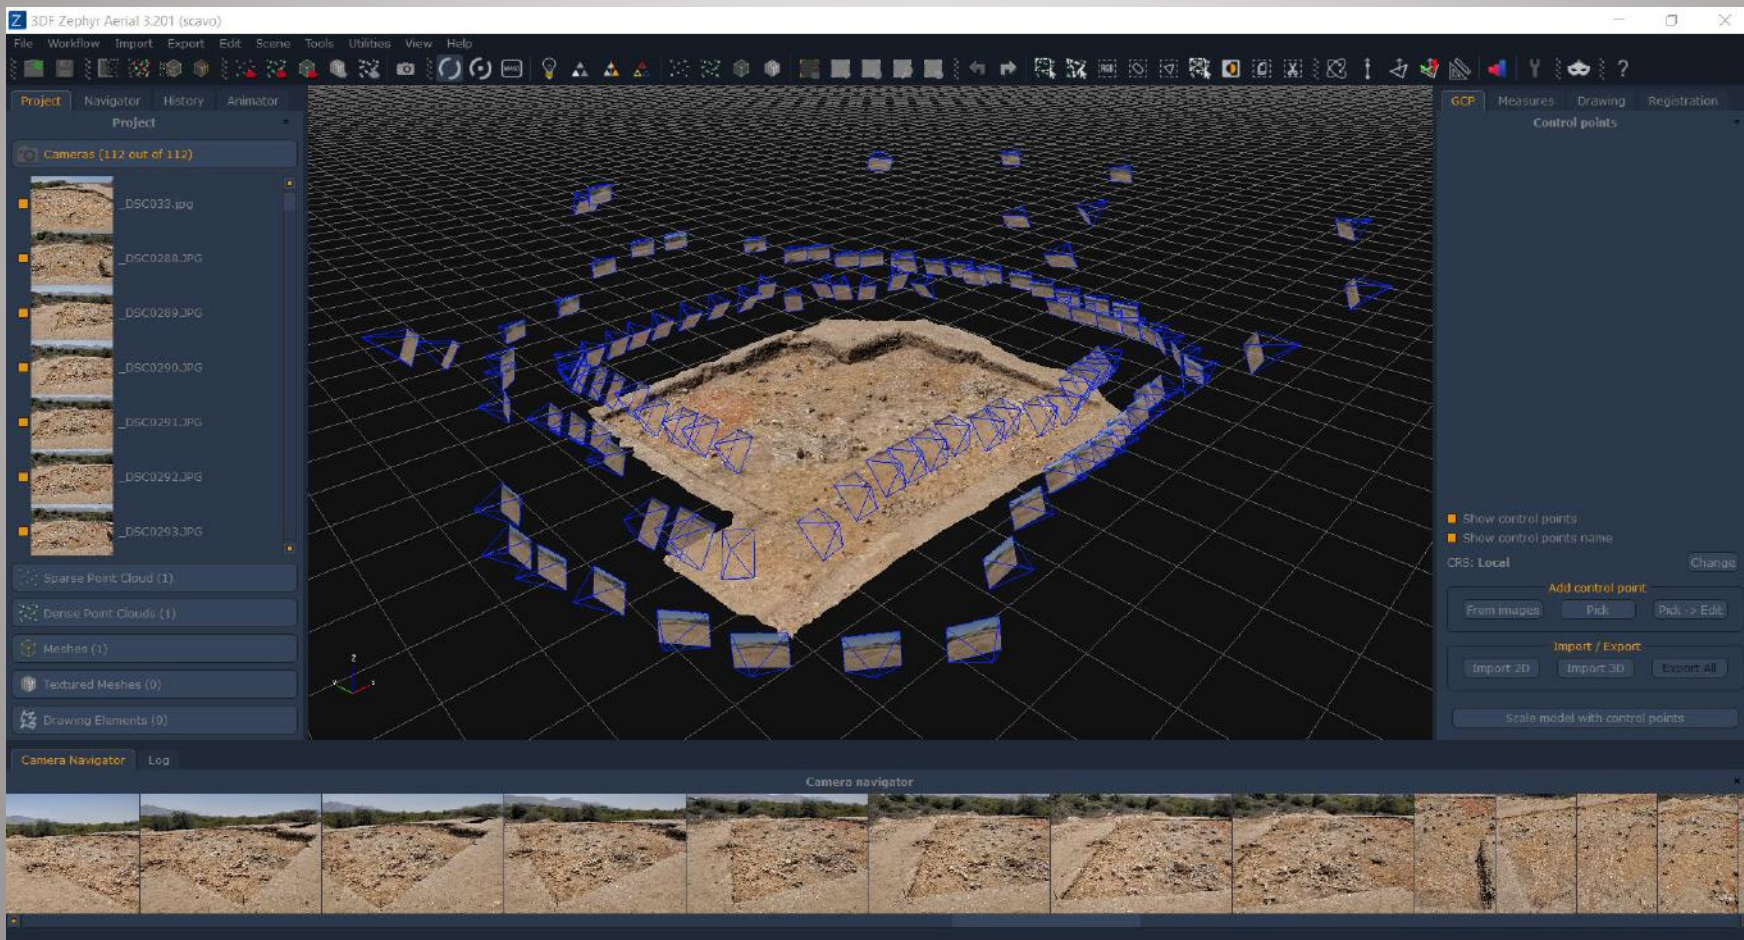 3DF Zephyr Aerial 3.201 (scavo)
File Workflow Import Export Edit Scene Tools Utilities View Help
RGB
?
Project Navigator History Animator
Project
Cameras (112 out of 112)
_DSC033.jpg
_DSC0288.JPG
_DSC0289.JPG
_DSC0290.JPG
_DSC0291.JPG
_DSC0292.JPG
_DSC0293.JPG
Sparse Point Cloud (1)
Dense Point Clouds (1)
Meshes (1)
Textured Meshes (0)
Drawing Elements (0)
z
GCP Measures Drawing Registration
Control points
Show control points
Show control points name
CRS: Local Change
Add control point
From images Pick Pick -> Edit
Import / Export
Import 2D Import 3D Export All
Scale model with control points
Camera Navigator Log
Camera navigator